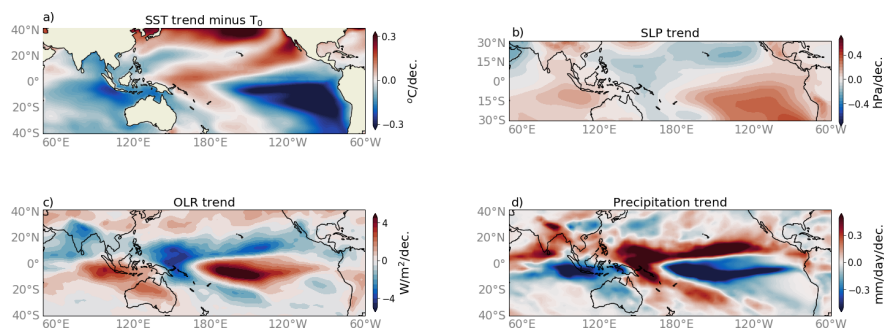 a)
SST trend minus T0
40°N
20°N
0°
20°S
40°S
60°E 120°E 180° 120°W 60°W
0.3
0.0
−0.3
°C/dec.
b)
SLP trend
30°N
15°N
0°
15°S
30°S
60°E 120°E 180° 120°W 60°W
0.4
0.0
−0.4
hPa/dec.
c)
OLR trend
40°N
20°N
0°
20°S
40°S
60°E 120°E 180° 120°W 60°W
4
0
−4
W/m²/dec.
d)
Precipitation trend
40°N
20°N
0°
20°S
40°S
60°E 120°E 180° 120°W 60°W
0.3
0.0
−0.3
mm/day/dec.